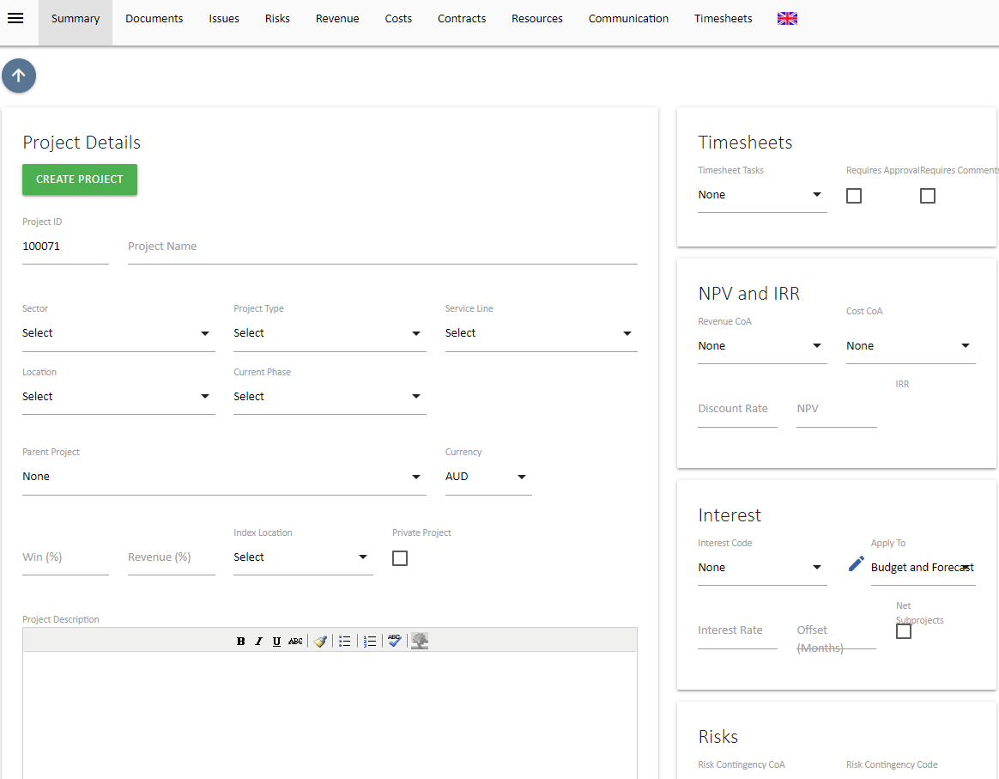 Summary Documents Issues Risks Revenue Costs Contracts Resources Communication Timesheets
Project Details
CREATE PROJECT
Project ID
100071 Project Name
Sector Project Type Service Line
Select Select Select
Location Current Phase
Select Select
Parent Project Currency
None AUD
Index Location Private Project
Win (%) Revenue (%) Select
Project Description
B I U ABC ABC
Timesheets
Timesheet Tasks Requires Approval Requires Comments
None
NPV and IRR
Revenue CoA Cost CoA
None None
IRR
Discount Rate NPV
Interest
Interest Code Apply To
None Budget and Forecast
Net
Subprojects
Interest Rate Offset
(Months)
Risks
Risk Contingency CoA Risk Contingency Code